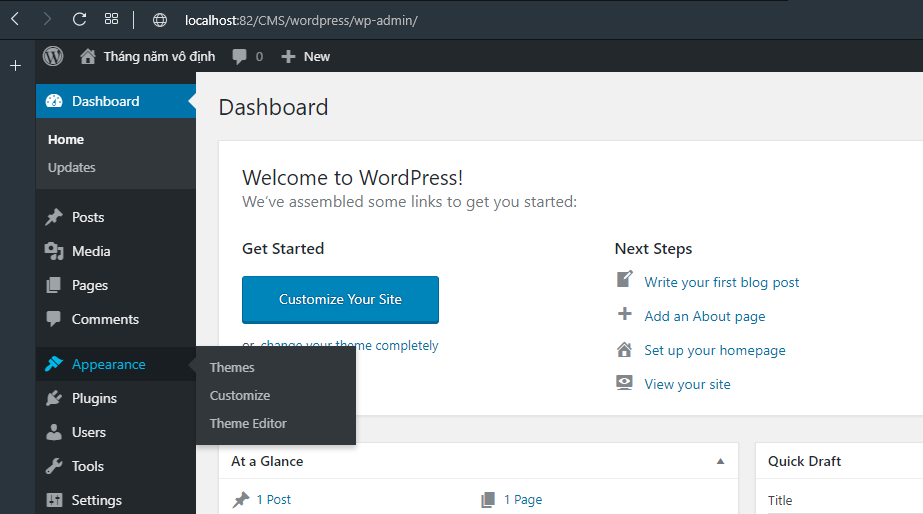 localhost:82/CMS/wordpress/wp-admin/
Tháng năm vô định 0 New
Dashboard
Home
Updates
Posts
Media
Pages
Comments
Appearance
Plugins
Users
Tools
Settings
Themes
Customize
Theme Editor
Dashboard
Welcome to WordPress!
We've assembled some links to get you started:
Get Started
Customize Your Site
or, change your theme completely
Next Steps
Write your first blog post
Add an About page
Set up your homepage
View your site
At a Glance
1 Post
1 Page
Quick Draft
Title